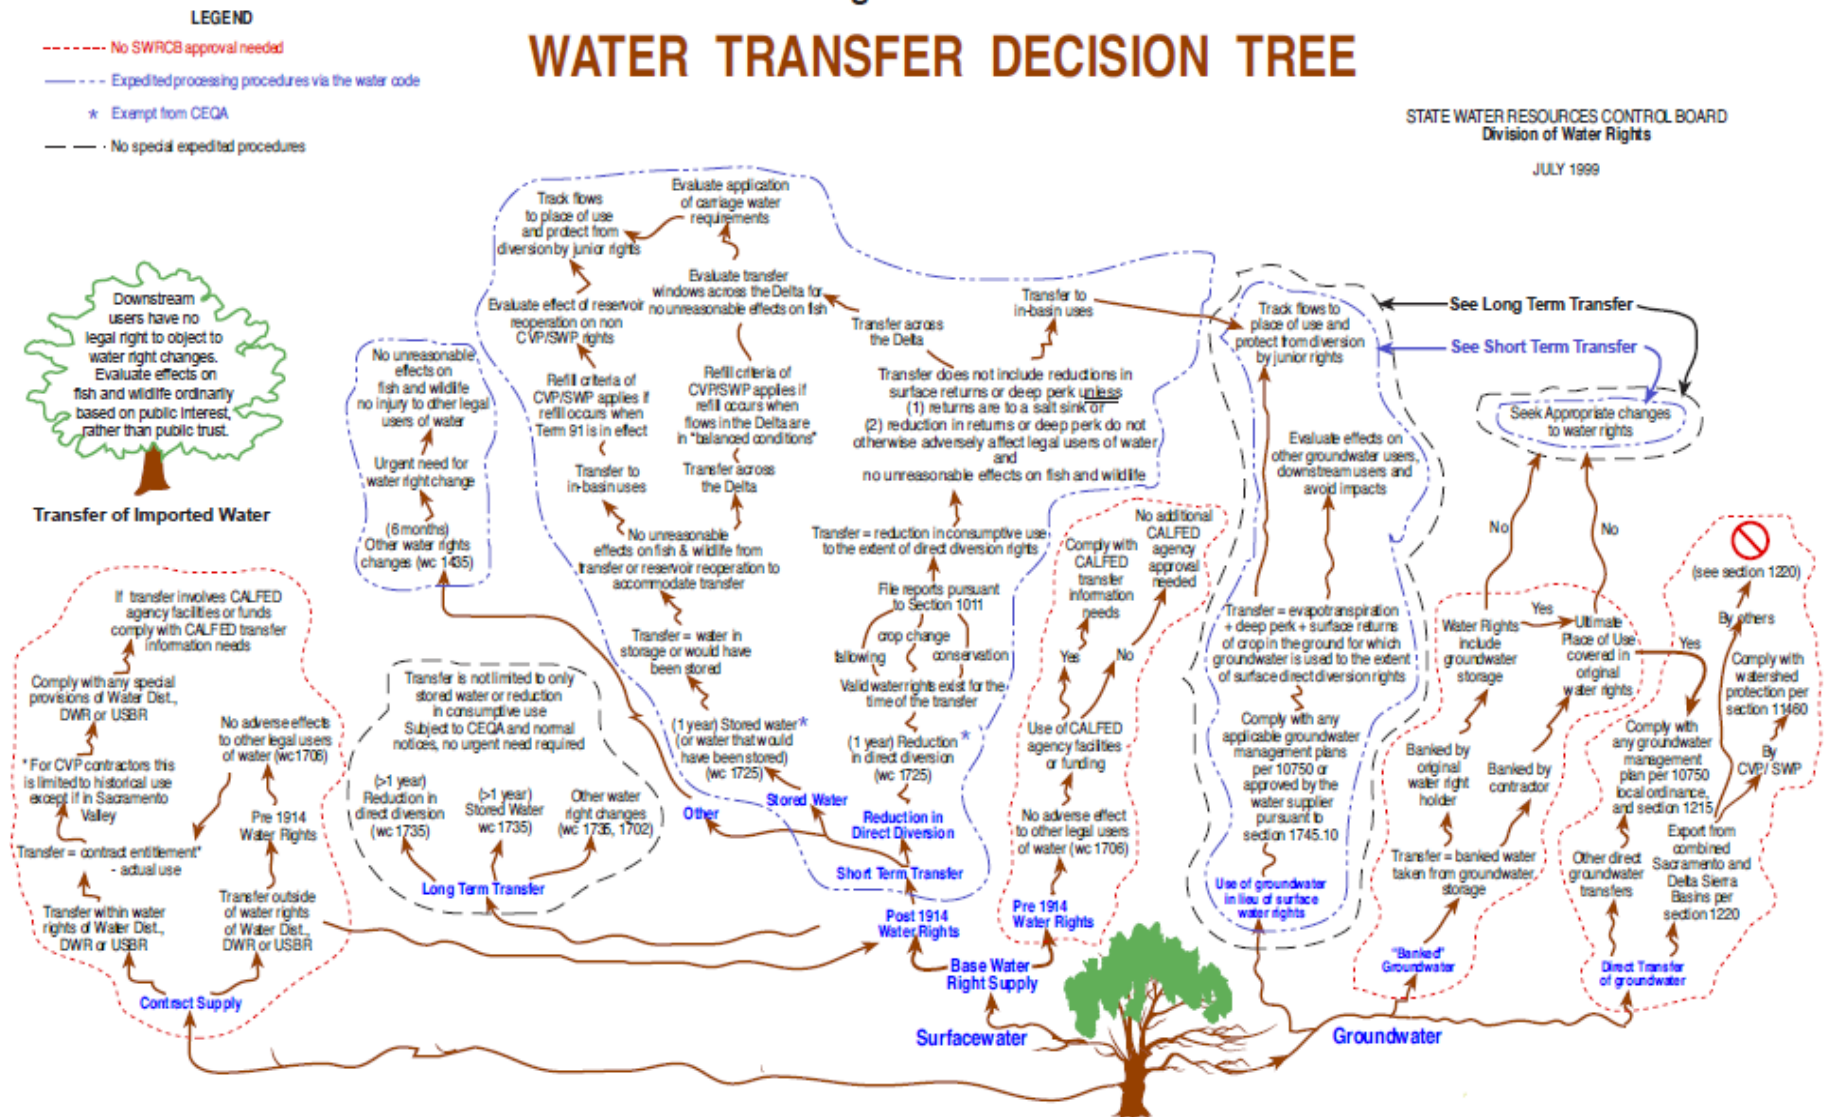 LEGEND
No SWRCB approval needed
Expedited processing procedures via the water code
* Exempt from CEQA
No special expedited procedures
WATER TRANSFER DECISION TREE
STATE WATER RESOURCES CONTROL BOARD
Division of Water Rights
JULY 1999
Downstream
users have no
legal right to object to
water right changes.
Evaluate effects on
fish and wildlife ordinarily
based on public interest,
rather than public trust.
Transfer of Imported Water
If transfer involves CALFED
agency facilities or funds
comply with CALFED transfer
information needs
Comply with any special
provisions of Water Dist.,
DWR or USBR
* For CVP contractors this
is limited to historical use
except if in Sacramento
Valley
Transfer = contract entitlement*
- actual use
Transfer within water
rights of Water Dist.,
DWR or USBR
No adverse effects
to other legal users
of water (wc1706)
Pre 1914
Water Rights
Transfer outside
of water rights
of Water Dist.,
DWR or USBR
Contract Supply
No unreasonable
effects on
fish and wildlife
no injury to other legal
users of water
Urgent need for
water right change
(6 months)
Other water rights
changes (wc 1435)
Transfer is not limited to only
stored water or reduction
in consumptive use
Subject to CEQA and normal
notices, no urgent need required
(>1 year)
Reduction in
direct diversion
(wc 1735)
(>1 year)
Stored Water
wc 1735)
Other water
right changes
(wc 1735, 1702)
Long Term Transfer
Track flows
to place of use
and protect from
diversion by junior rights
Evaluate application
of carriage water
requirements
Evaluate effect of reservoir
reoperation on non
CVP/SWP rights
Evaluate transfer
windows across the Delta for
no unreasonable effects on fish
Refill criteria of
CVP/SWP applies if
refill occurs when
Term 91 is in effect
Refill criteria of
CVP/SWP applies if
refill occurs when
flows in the Delta are
in "balanced conditions"
Transfer to
in-basin uses
Transfer across
the Delta
No unreasonable
effects on fish & wildlife from
transfer or reservoir reoperation to
accommodate transfer
Transfer = water in
storage or would have
been stored
(1 year) Stored water*
(or water that would
have been stored)
(wc 1725)
Other
Stored Water
Transfer across
the Delta
Transfer to
in-basin uses
Transfer does not include reductions in
surface returns or deep perk unless
(1) returns are to a salt sink or
(2) reduction in returns or deep perk do not
otherwise adversely affect legal users of water
and
no unreasonable effects on fish and wildlife
Transfer = reduction in consumptive use
to the extent of direct diversion rights
File reports pursuant
to Section 1011
crop change
fallowing
conservation
Valid water rights exist for the
time of the transfer
(1 year) Reduction *
in direct diversion
(wc 1725)
Reduction in
Direct Diversion
Short Term Transfer
Post 1914
Water Rights
No additional
CALFED
agency
approval
needed
Comply with
CALFED
transfer
information
needs
Yes
No
Use of CALFED
agency facilities
or funding
No adverse effect
to other legal users
of water (wc 1706)
Pre 1914
Water Rights
Base Water
Right Supply
Surfacewater
Track flows to
place of use and
protect from diversion
by junior rights
Evaluate effects on
other groundwater users,
downstream users and
avoid impacts
Transfer = evapotranspiration
+ deep perk + surface returns
of crop in the ground for which
groundwater is used to the extent
of surface direct diversion rights
Comply with any
applicable groundwater
management plans
per 10750 or
approved by the
water supplier
pursuant to
section 1745.10
Use of groundwater
in lieu of surface
water rights
See Long Term Transfer
See Short Term Transfer
Seek Appropriate changes
to water rights
No
No
Water Rights
include
groundwater
storage
Yes
Ultimate
Place of Use
covered in
original
water rights
Yes
Banked by
original
water right
holder
Banked by
contractor
Transfer = banked water
taken from groundwater
storage
"Banked"
Groundwater
(see section 1220)
By others
Comply with
watershed
protection per
section 11460
By
CVP/ SWP
Comply with
any groundwater
management
plan per 10750
local ordinance,
and section 1215
Export from
combined
Sacramento and
Delta Sierra
Basins per
section 1220
Other direct
groundwater
transfers
Direct Transfer
of groundwater
Groundwater